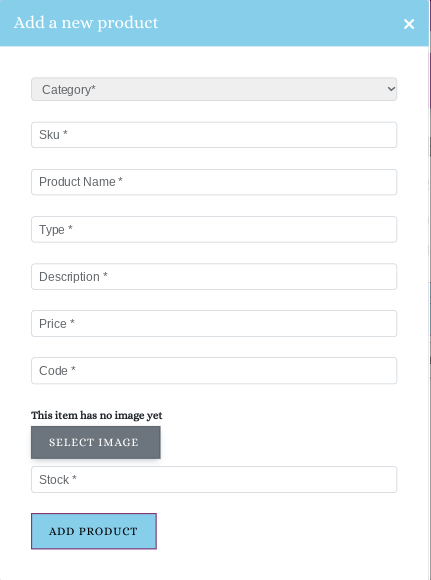 Add a new product ×
Category*
Sku *
Product Name *
Type *
Description *
Price *
Code *
This item has no image yet
SELECT IMAGE
Stock *
ADD PRODUCT